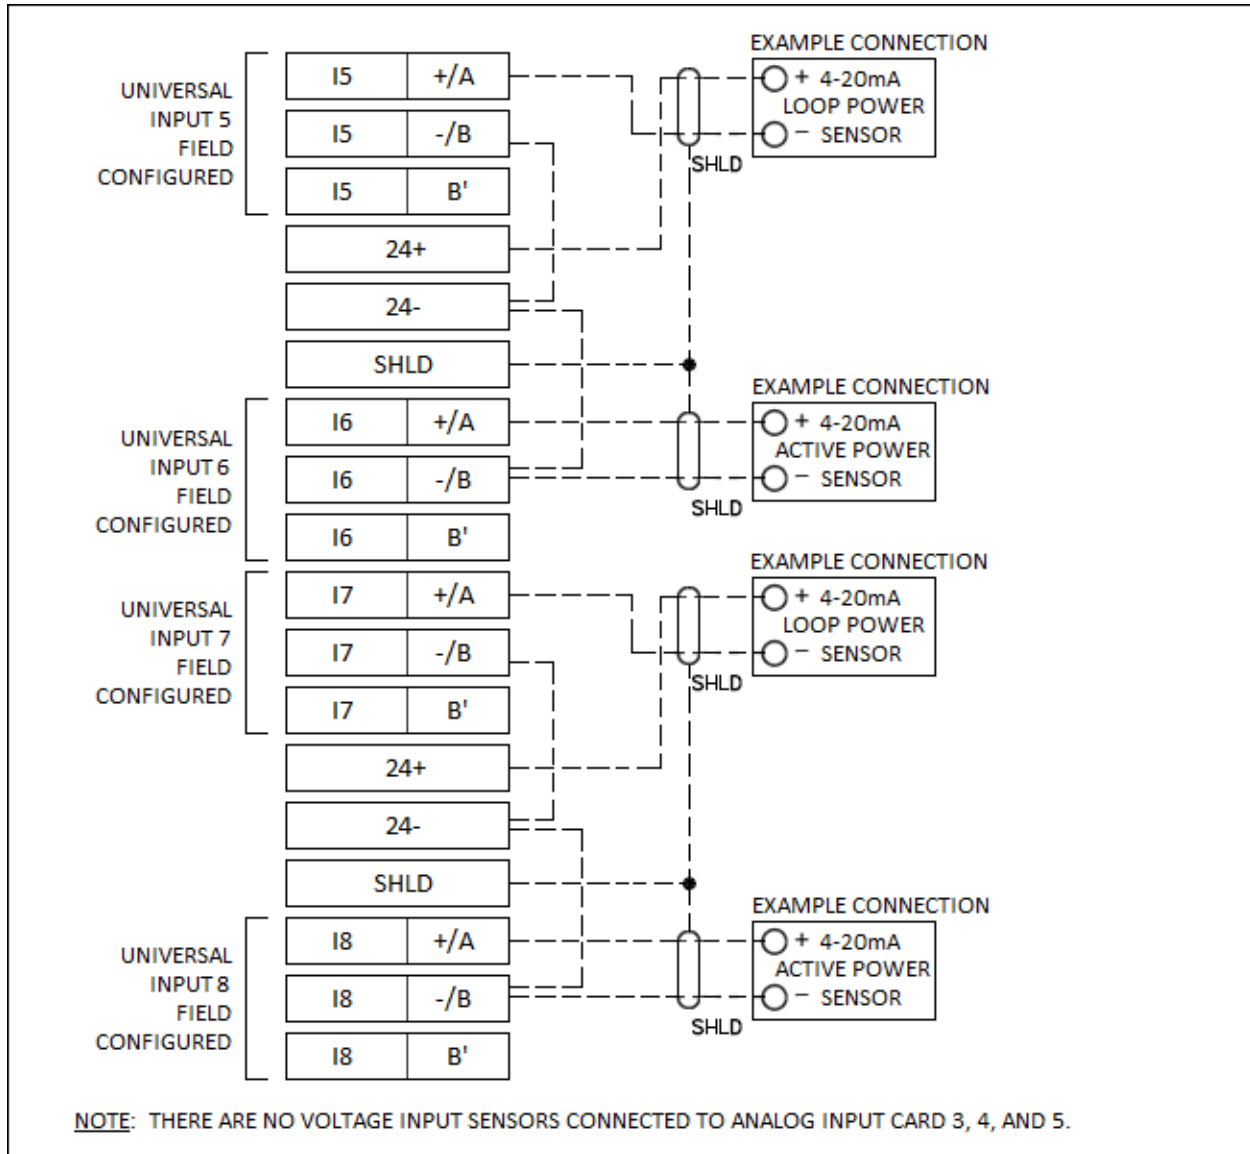 EXAMPLE CONNECTION
UNIVERSAL
INPUT 5
FIELD
CONFIGURED
I5 +/A
I5 -/B
I5 B'
24+
24-
SHLD
+ 4-20mA
LOOP POWER
− SENSOR
SHLD
EXAMPLE CONNECTION
UNIVERSAL
INPUT 6
FIELD
CONFIGURED
I6 +/A
I6 -/B
I6 B'
+ 4-20mA
ACTIVE POWER
− SENSOR
SHLD
EXAMPLE CONNECTION
UNIVERSAL
INPUT 7
FIELD
CONFIGURED
I7 +/A
I7 -/B
I7 B'
24+
24-
SHLD
+ 4-20mA
LOOP POWER
− SENSOR
SHLD
EXAMPLE CONNECTION
UNIVERSAL
INPUT 8
FIELD
CONFIGURED
I8 +/A
I8 -/B
I8 B'
+ 4-20mA
ACTIVE POWER
− SENSOR
SHLD
NOTE: THERE ARE NO VOLTAGE INPUT SENSORS CONNECTED TO ANALOG INPUT CARD 3, 4, AND 5.